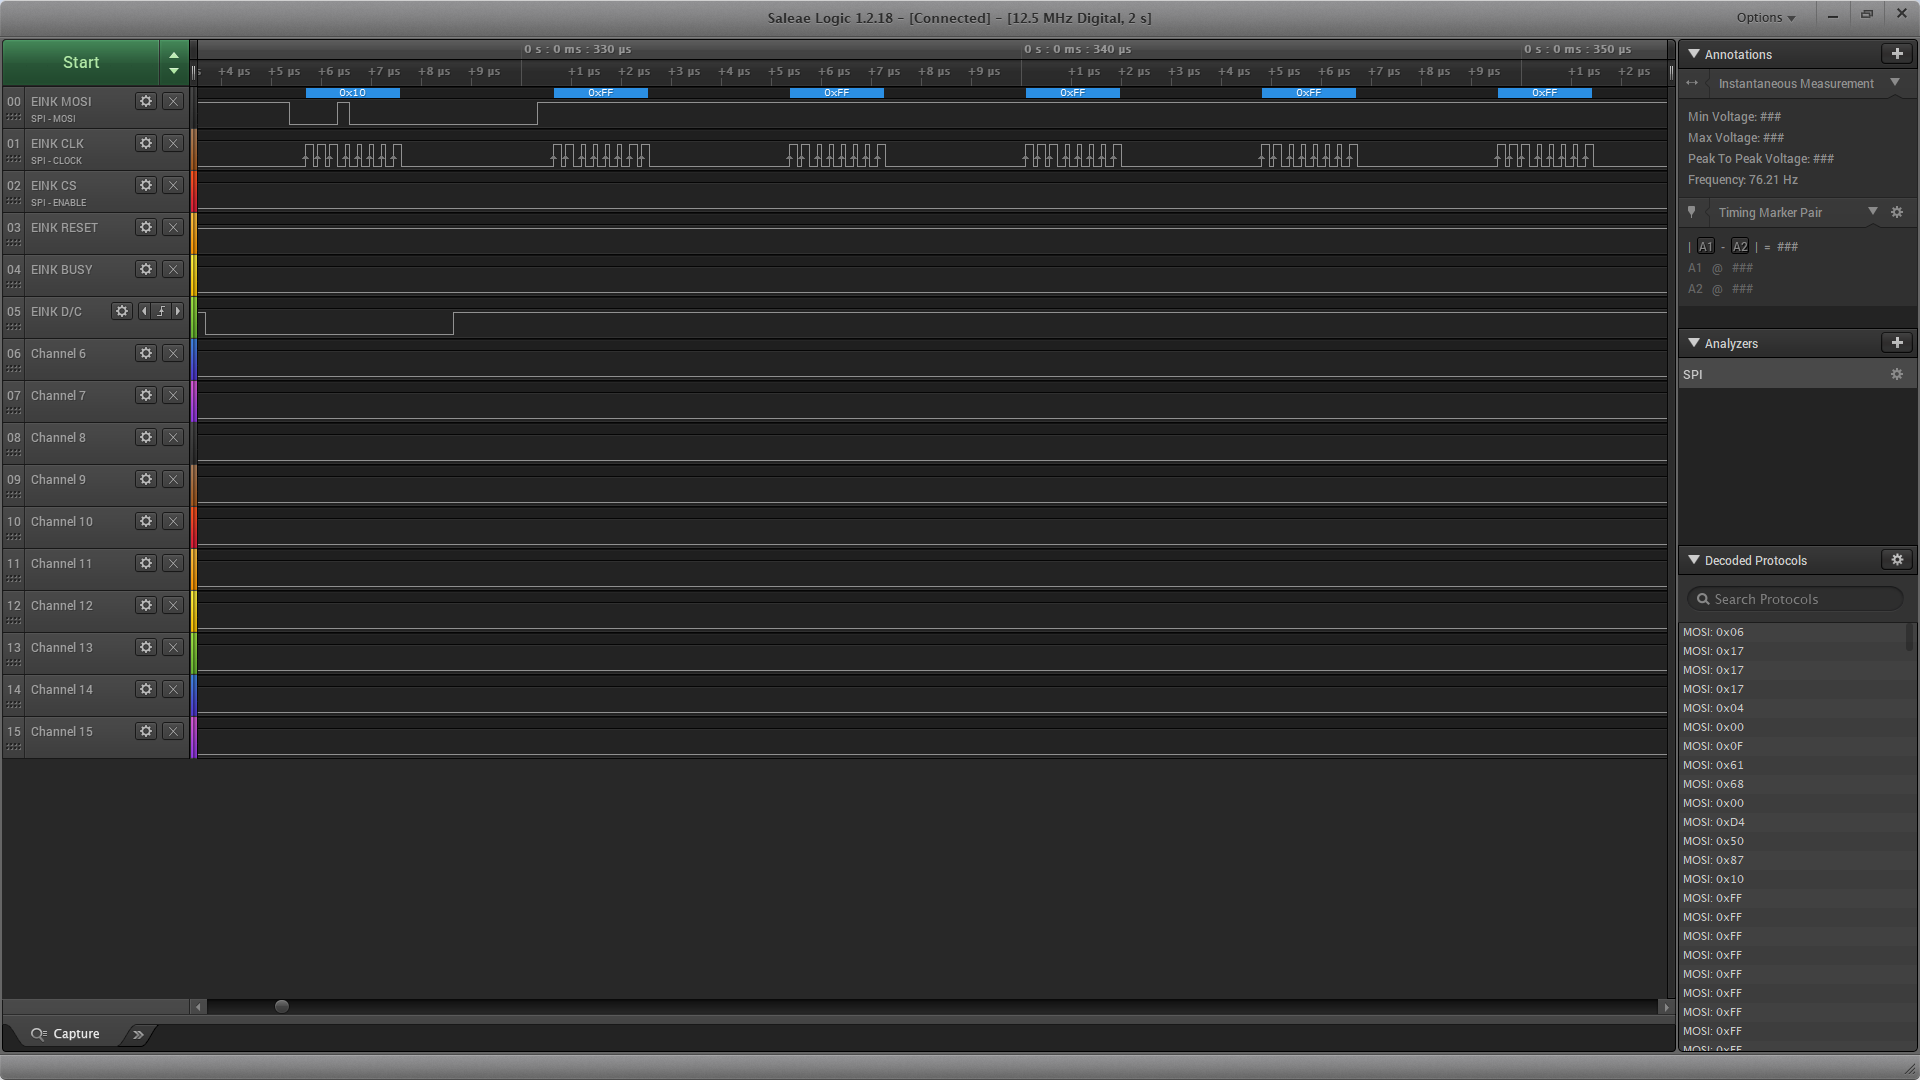 Saleae Logic 1.2.18 - [Connected] - [12.5 MHz Digital, 2 s]
Options
Start
0 s : 0 ms : 330 µs
0 s : 0 ms : 340 µs
0 s : 0 ms : 350 µs
+4 µs +5 µs +6 µs +7 µs +8 µs +9 µs +1 µs +2 µs +3 µs +4 µs +5 µs +6 µs +7 µs +8 µs +9 µs +1 µs +2 µs +3 µs +4 µs +5 µs +6 µs +7 µs +8 µs +9 µs +1 µs +2 µs
0x10 0xFF 0xFF 0xFF 0xFF 0xFF
00 EINK MOSI
SPI - MOSI
01 EINK CLK
SPI - CLOCK
02 EINK CS
SPI - ENABLE
03 EINK RESET
04 EINK BUSY
05 EINK D/C
06 Channel 6
07 Channel 7
08 Channel 8
09 Channel 9
10 Channel 10
11 Channel 11
12 Channel 12
13 Channel 13
14 Channel 14
15 Channel 15
Capture
Annotations
Instantaneous Measurement
Min Voltage: ###
Max Voltage: ###
Peak To Peak Voltage: ###
Frequency: 76.21 Hz
Timing Marker Pair
| A1 - A2 | = ###
A1 @ ###
A2 @ ###
Analyzers
SPI
Decoded Protocols
Search Protocols
MOSI: 0x06
MOSI: 0x17
MOSI: 0x17
MOSI: 0x17
MOSI: 0x04
MOSI: 0x00
MOSI: 0x0F
MOSI: 0x61
MOSI: 0x68
MOSI: 0x00
MOSI: 0xD4
MOSI: 0x50
MOSI: 0x87
MOSI: 0x10
MOSI: 0xFF
MOSI: 0xFF
MOSI: 0xFF
MOSI: 0xFF
MOSI: 0xFF
MOSI: 0xFF
MOSI: 0xFF
MOSI: 0xFF
MOSI: 0xFF